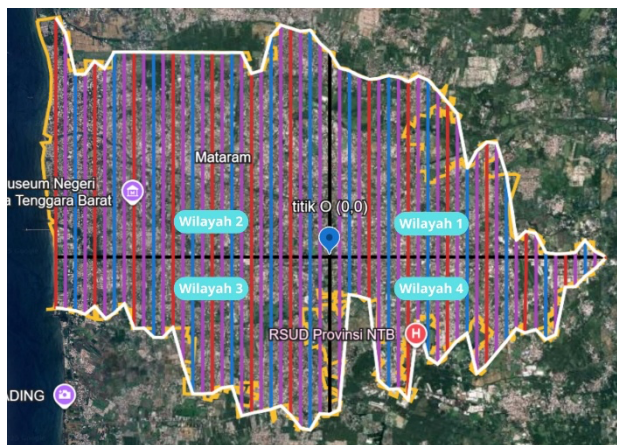 Mataram
Museum Negeri
a Tenggara Barat
titik O (0,0)
Wilayah 2
Wilayah 1
Wilayah 3
Wilayah 4
RSUD Provinsi NTB
H
ADING